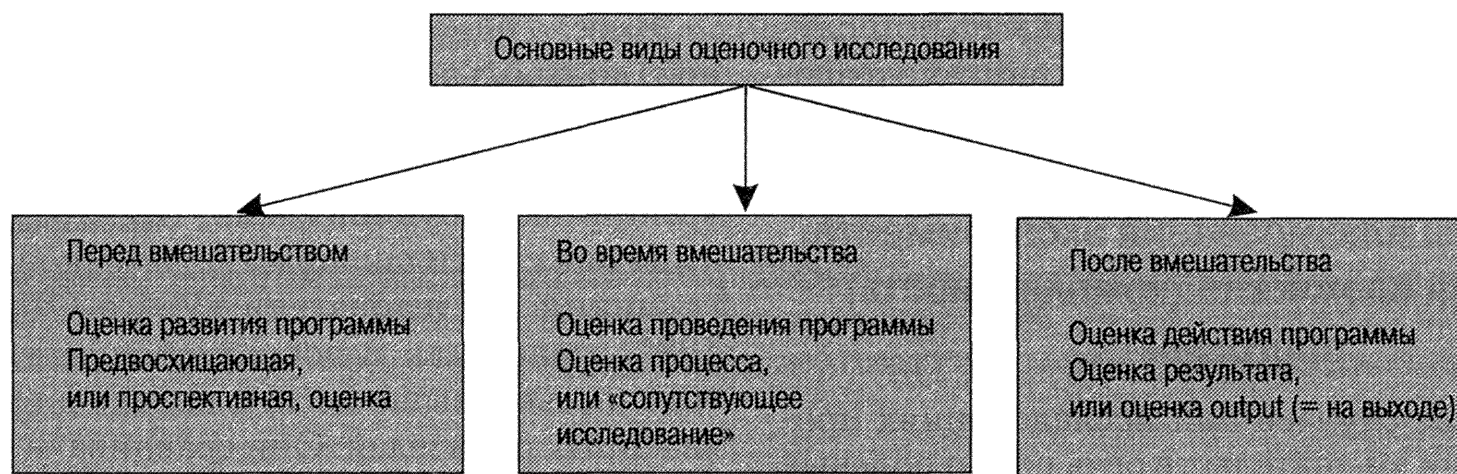 Основные виды оценочного исследования
Перед вмешательством
Оценка развития программы
Предвосхищающая,
или проспективная, оценка
Во время вмешательства
Оценка проведения программы
Оценка процесса,
или «сопутствующее
исследование»
После вмешательства
Оценка действия программы
Оценка результата,
или оценка output (= на выходе)